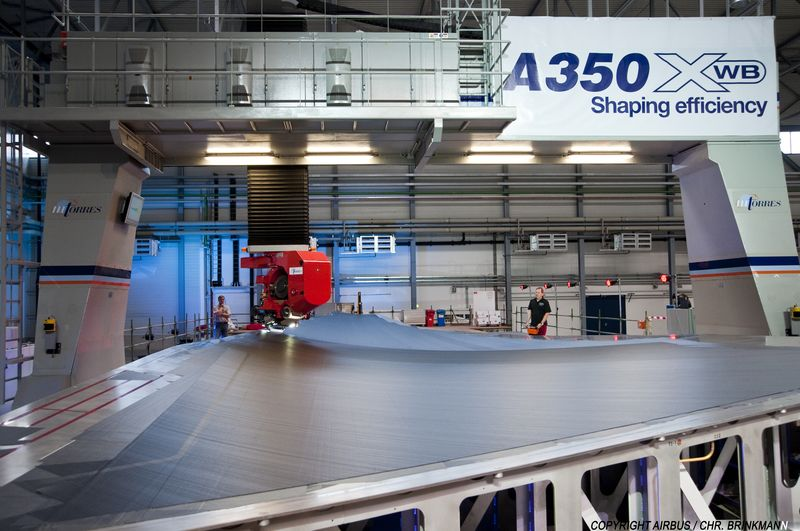 A350 XWB
Shaping efficiency
MTORRES
MTORRES
COPYRIGHT AIRBUS / CHR. BRINKMANN